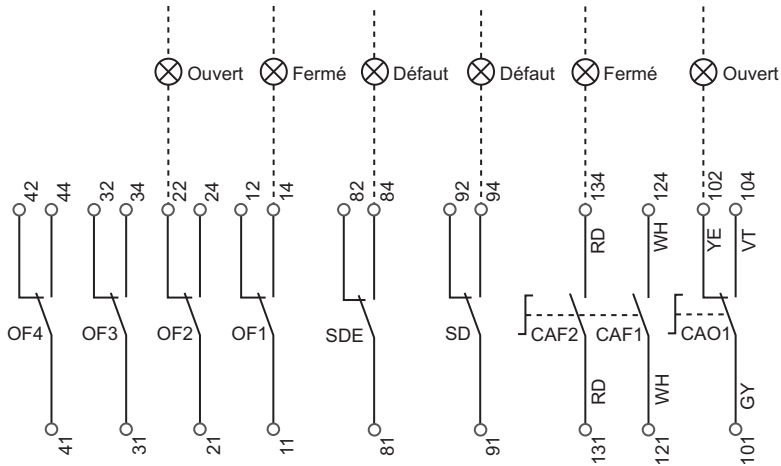 Ouvert Fermé Défaut Défaut Fermé Ouvert
42 44 32 34 22 24 12 14 82 84 92 94 134 124 102 104
RD WH YE VT
OF4 OF3 OF2 OF1 SDE SD CAF2 CAF1 CAO1
RD WH GY
41 31 21 11 81 91 131 121 101